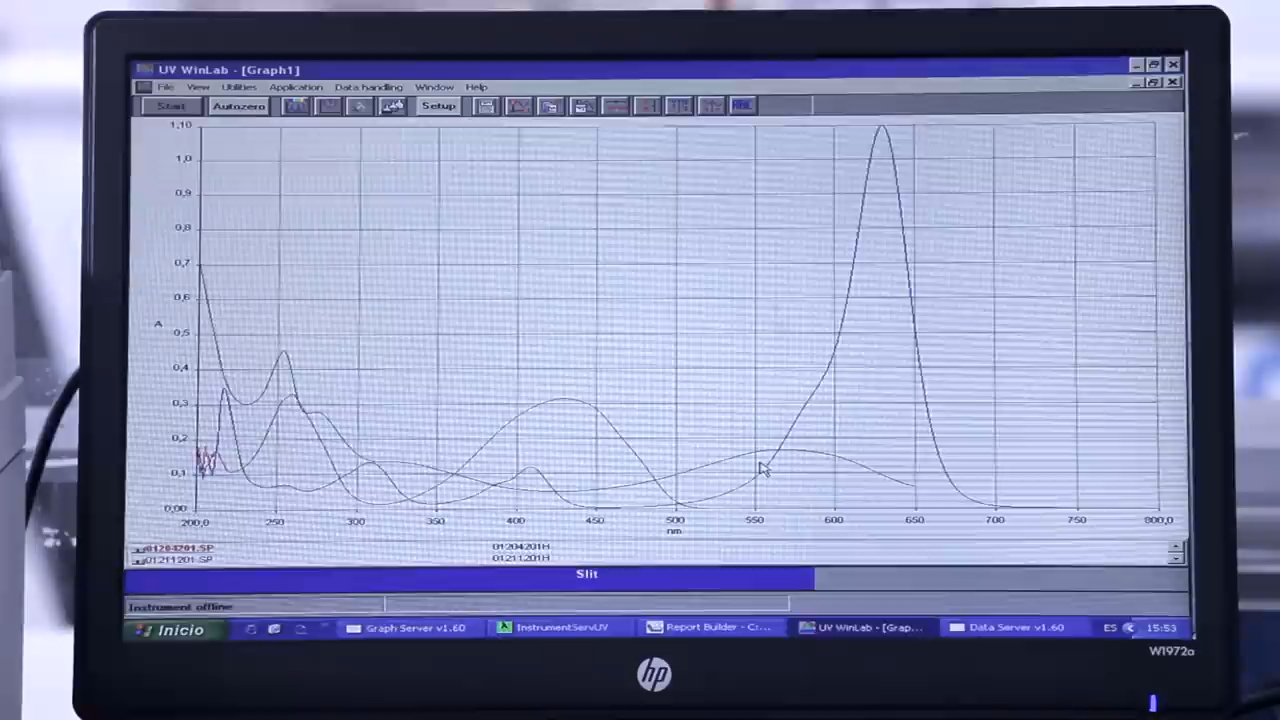 UV WinLab - [Graph1]
File View Utilities Application Data handling Window Help
Start Autozero Setup
1,10
1,0
0,9
0,8
0,7
0,6
A
0,5
0,4
0,3
0,2
0,1
0,00
200,0 250 300 350 400 450 500 550 600 650 700 750 800,0
nm
01204201.SP 01204201H
01211201.SP 01211201H
Slit
Instrument offline
Inicio Graph Server v1.60 InstrumentServUV Report Builder - Cr... UV WinLab - [Grap... Data Server v1.60 ES 15:53
W1972a
hp